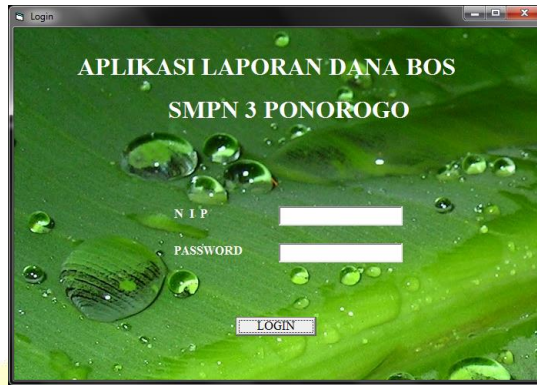 Login
APLIKASI LAPORAN DANA BOS
SMPN 3 PONOROGO
N I P
PASSWORD
LOGIN